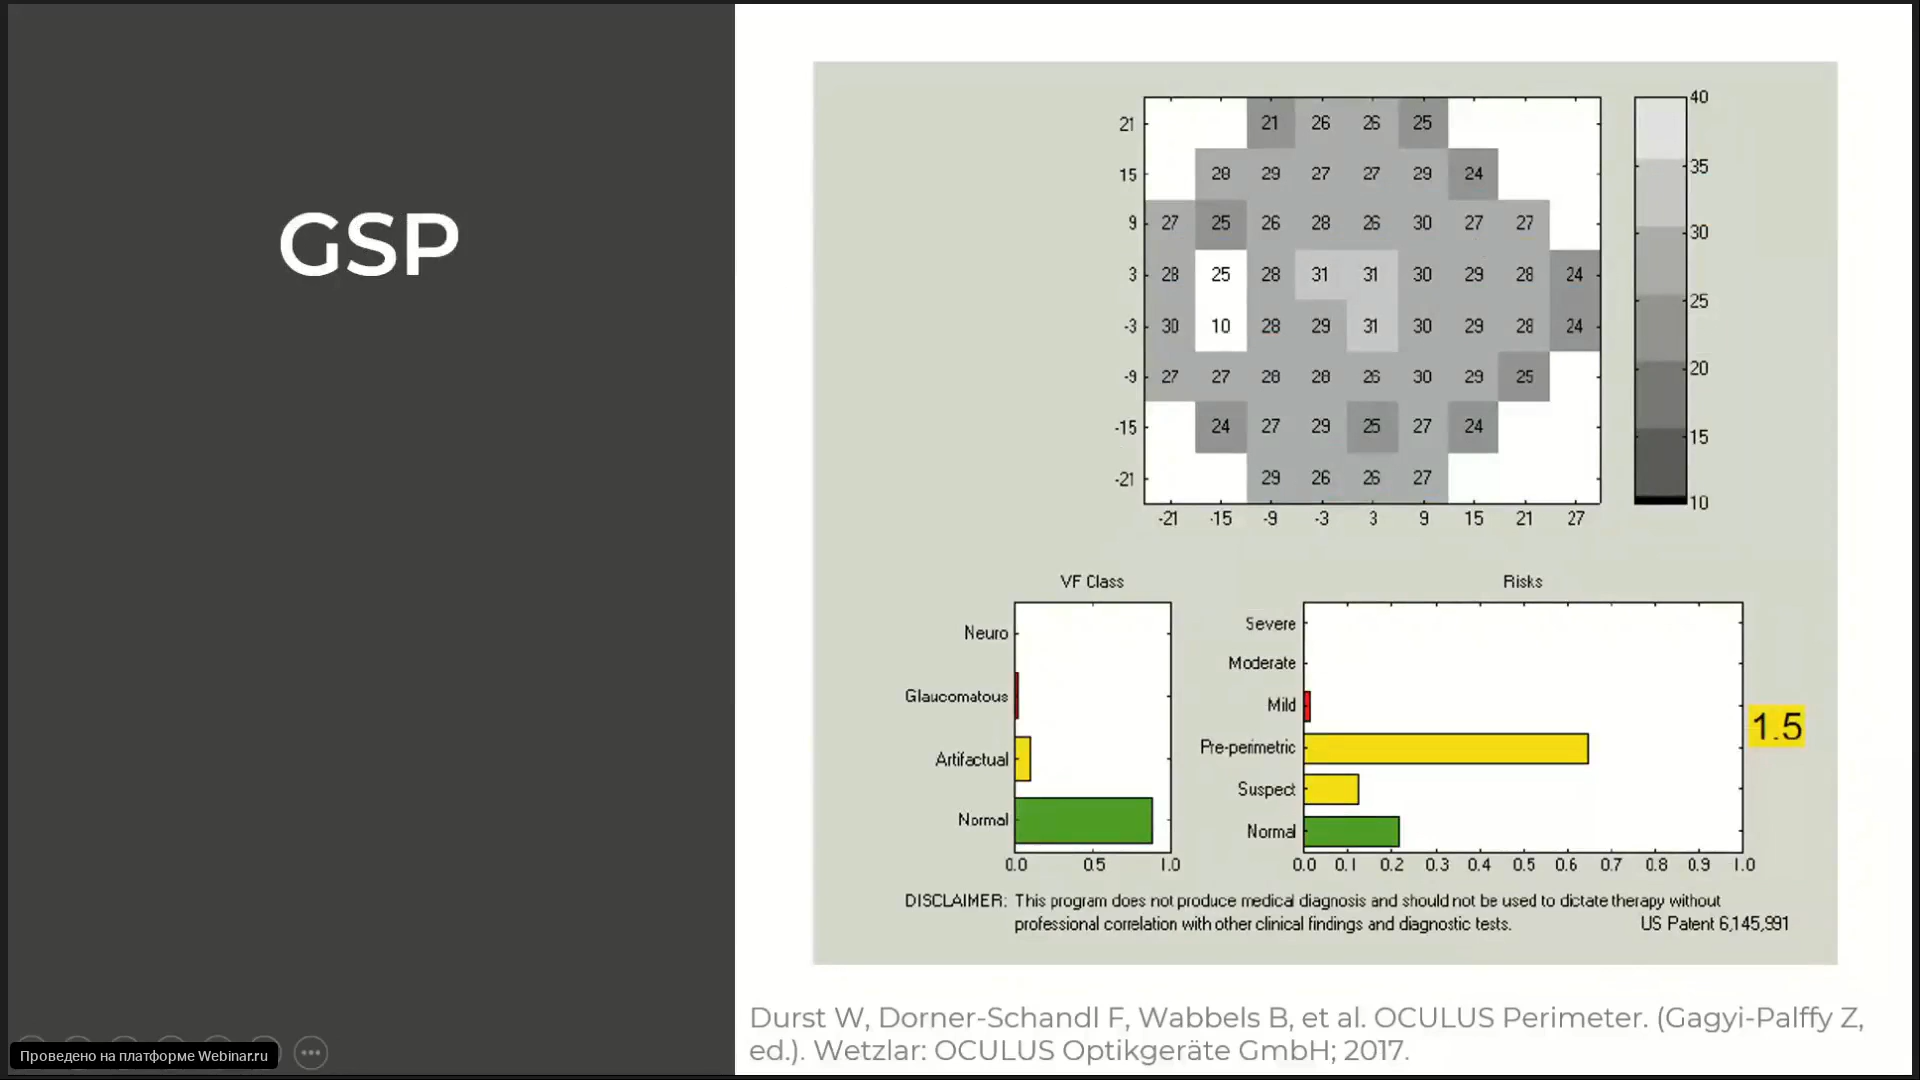 GSP
21 21 26 26 25
15 28 29 27 27 29 24
9 27 25 26 28 26 30 27 27
3 28 25 28 31 31 30 29 28 24
-3 30 10 28 29 31 30 29 28 24
-9 27 27 28 28 26 30 29 25
-15 24 27 29 25 27 24
-21 29 26 26 27
-21 -15 -9 -3 3 9 15 21 27
40
35
30
25
20
15
10
VF Class
Neuro
Glaucomatous
Artifactual
Normal
0.0 0.5 1.0
Risks
Severe
Moderate
Mild
Pre-perimetric
Suspect
Normal
0.0 0.1 0.2 0.3 0.4 0.5 0.6 0.7 0.8 0.9 1.0
1.5
DISCLAIMER: This program does not produce medical diagnosis and should not be used to dictate therapy without
professional correlation with other clinical findings and diagnostic tests.
US Patent 6,145,991
Durst W, Dorner-Schandl F, Wabbels B, et al. OCULUS Perimeter. (Gagyi-Palffy Z,
ed.). Wetzlar: OCULUS Optikgeräte GmbH; 2017.
Проведено на платформе Webinar.ru